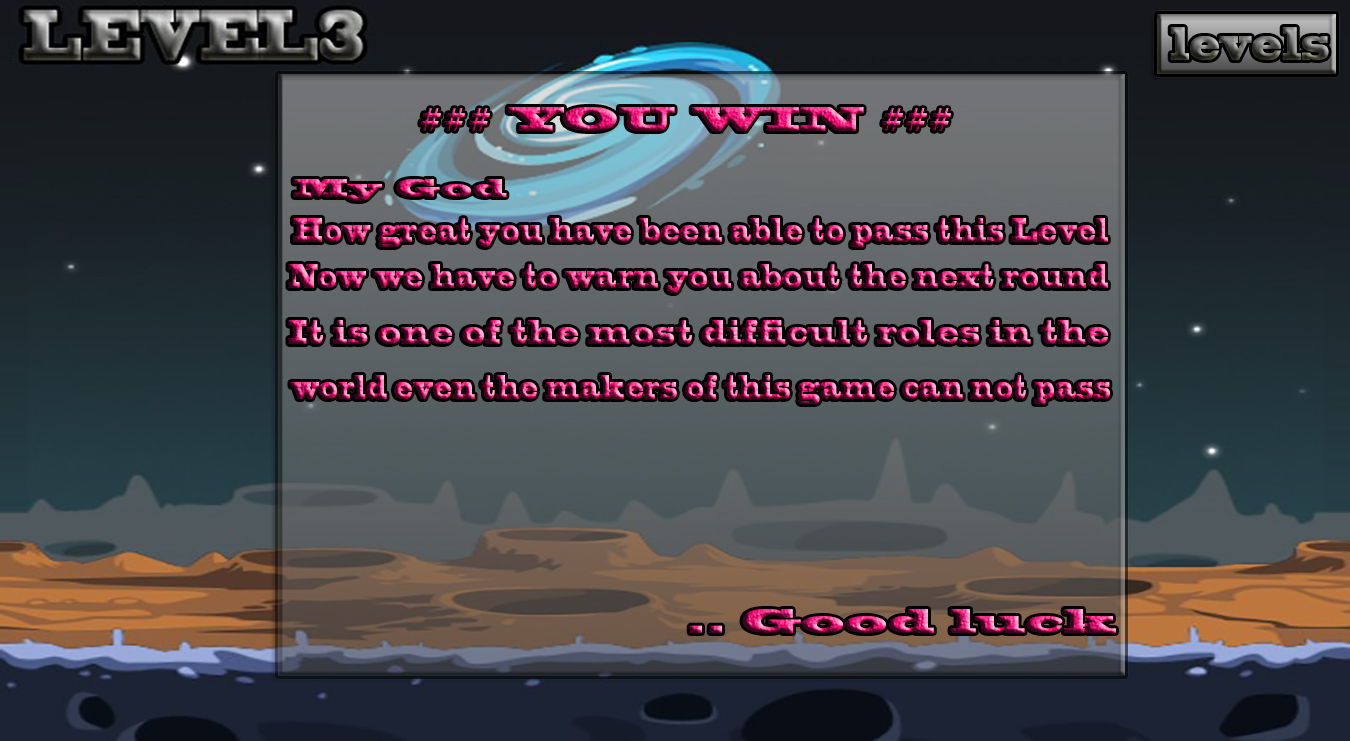 LEVEL3
levels
### YOU WIN ###
My God
How great you have been able to pass this Level
Now we have to warn you about the next round
It is one of the most difficult roles in the
world even the makers of this game can not pass
.. Good luck